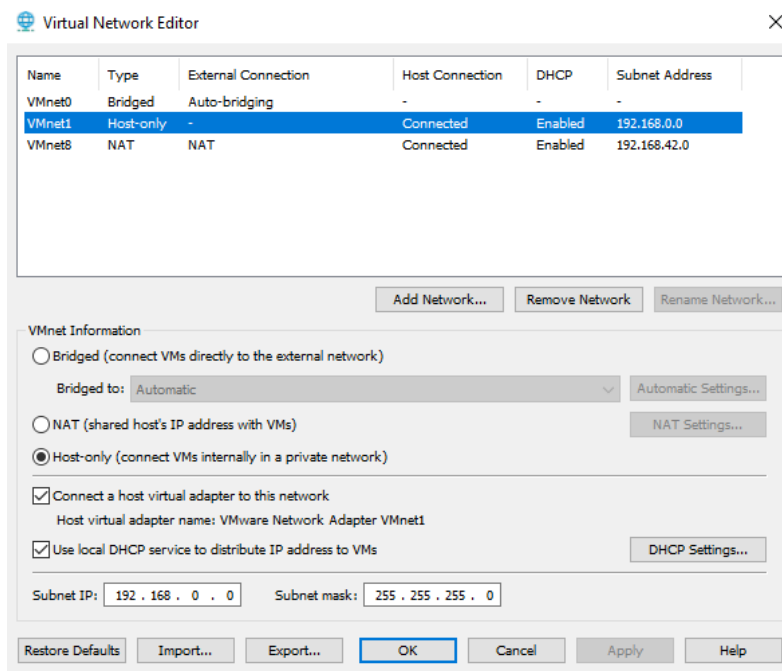 Virtual Network Editor
Name Type External Connection Host Connection DHCP Subnet Address
VMnet0 Bridged Auto-bridging - - -
VMnet1 Host-only - Connected Enabled 192.168.0.0
VMnet8 NAT NAT Connected Enabled 192.168.42.0
Add Network... Remove Network Rename Network...
VMnet Information
Bridged (connect VMs directly to the external network)
Bridged to: Automatic Automatic Settings...
NAT (shared host's IP address with VMs) NAT Settings...
Host-only (connect VMs internally in a private network)
Connect a host virtual adapter to this network
Host virtual adapter name: VMware Network Adapter VMnet1
Use local DHCP service to distribute IP address to VMs DHCP Settings...
Subnet IP: 192 . 168 . 0 . 0 Subnet mask: 255 . 255 . 255 . 0
Restore Defaults Import... Export... OK Cancel Apply Help